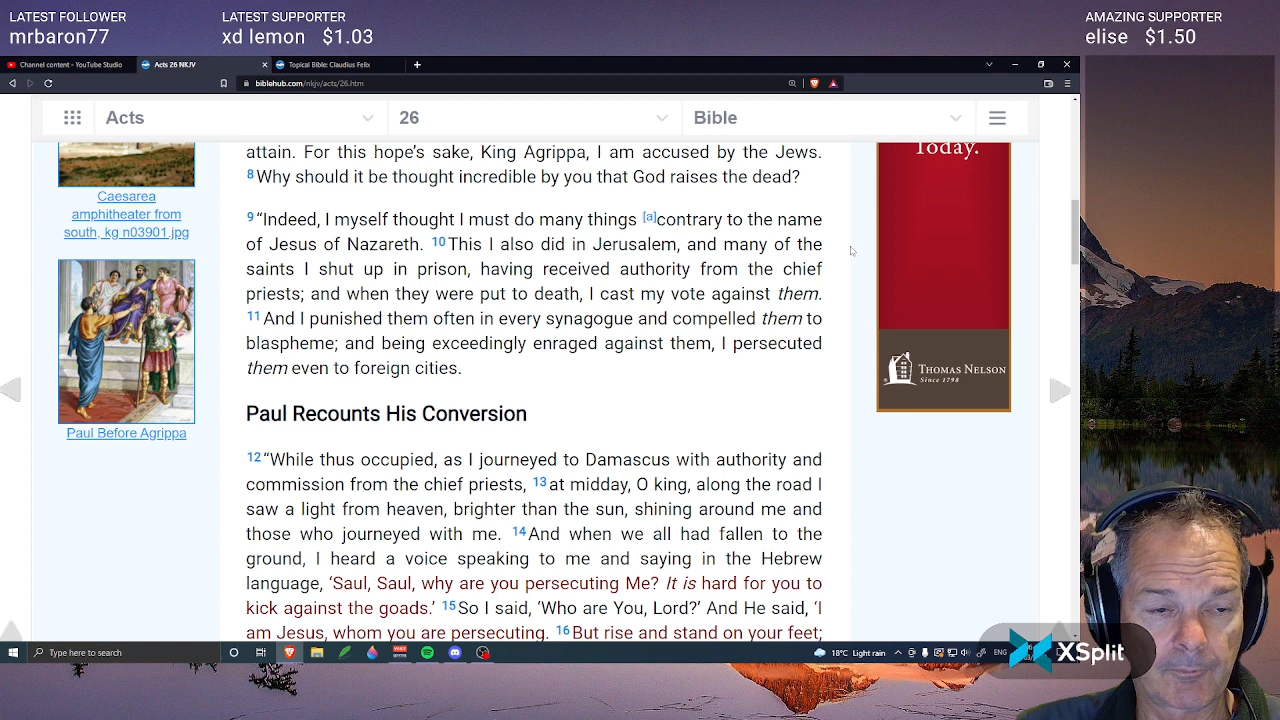 LATEST FOLLOWER
mrbaron77
LATEST SUPPORTER
xd lemon $1.03
AMAZING SUPPORTER
elise $1.50
Channel content - YouTube Studio
Acts 26 NKJV
Topical Bible: Claudius Felix
biblehub.com/nkjv/acts/26.htm
Acts
26
Bible
Caesarea
amphitheater from
south, kg n03901.jpg
Paul Before Agrippa
attain. For this hope's sake, King Agrippa, I am accused by the Jews.
8 Why should it be thought incredible by you that God raises the dead?
9 “Indeed, I myself thought I must do many things [a]contrary to the name
of Jesus of Nazareth. 10 This I also did in Jerusalem, and many of the
saints I shut up in prison, having received authority from the chief
priests; and when they were put to death, I cast my vote against them.
11 And I punished them often in every synagogue and compelled them to
blaspheme; and being exceedingly enraged against them, I persecuted
them even to foreign cities.
Paul Recounts His Conversion
12 “While thus occupied, as I journeyed to Damascus with authority and
commission from the chief priests, 13 at midday, O king, along the road I
saw a light from heaven, brighter than the sun, shining around me and
those who journeyed with me. 14 And when we all had fallen to the
ground, I heard a voice speaking to me and saying in the Hebrew
language, ‘Saul, Saul, why are you persecuting Me? It is hard for you to
kick against the goads.’ 15 So I said, ‘Who are You, Lord?’ And He said, ‘I
am Jesus, whom you are persecuting. 16 But rise and stand on your feet;
Today.
THOMAS NELSON
Since 1798
Type here to search
18°C Light rain
ENG
XSplit